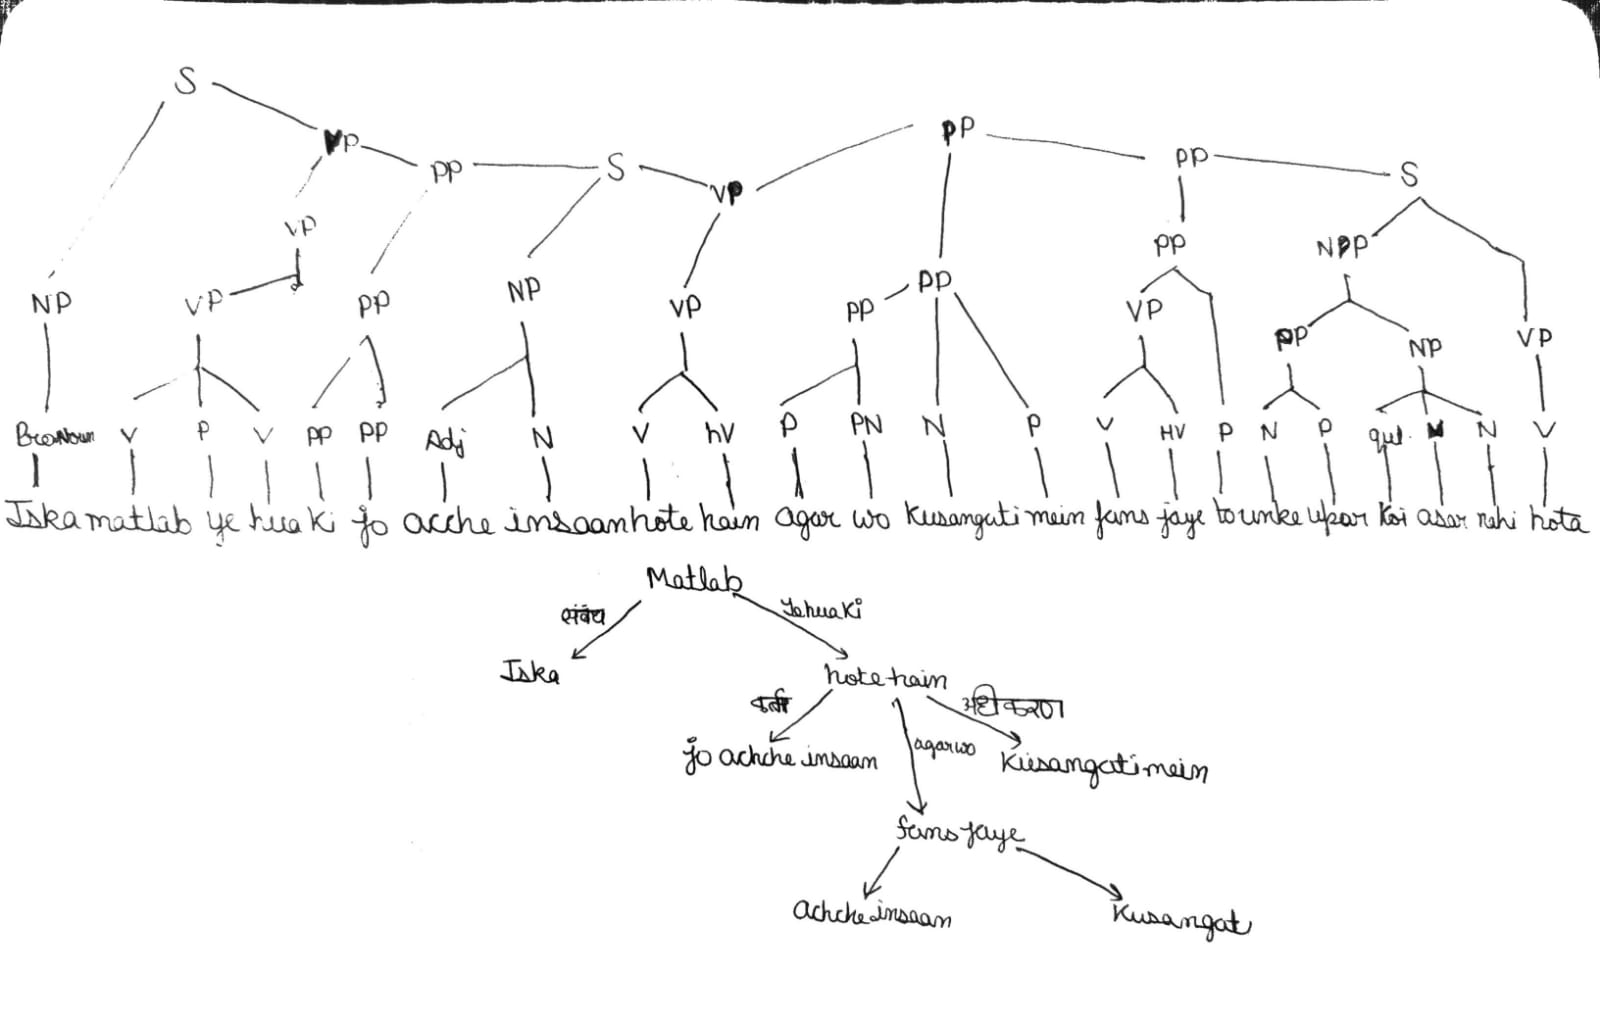 S
VP PP S VP PP PP S
VP PP NPP
NP VP PP NP VP PP PP VP PP NP VP
V P V PP PP Adj N V hV P PN N P V HV P N P qul. N V
Iska matlab ye hua ki jo acche insaan hote hain agar wo Kusangati mein fans jaye to unke upar koi asar nahi hota
Matlab
संबंध Ye hua Ki
Iska hote hain
कर्ता अधिकरण
jo achche insaan agar wo Kusangati mein
fans jaye
Achche insaan Kusangat